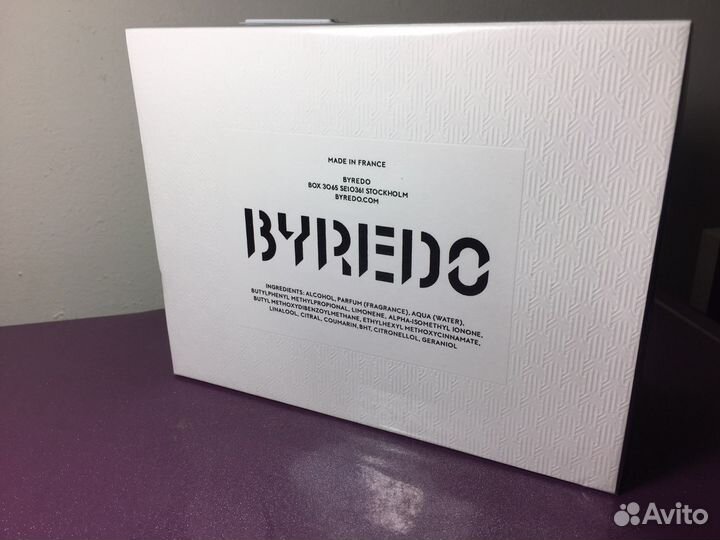 MADE IN FRANCE
BYREDO
BOX 3065 SE10361 STOCKHOLM
BYREDO.COM
BYREDO
INGREDIENTS: ALCOHOL, PARFUM (FRAGRANCE), AQUA (WATER),
BUTYLPHENYL METHYLPROPIONAL, LIMONENE, ALPHA-ISOMETHYL IONONE,
BUTYL METHOXYDIBENZOYLMETHANE, ETHYLHEXYL METHOXYCINNAMATE,
LINALOOL, CITRAL, COUMARIN, BHT, CITRONELLOL, GERANIOL
Avito